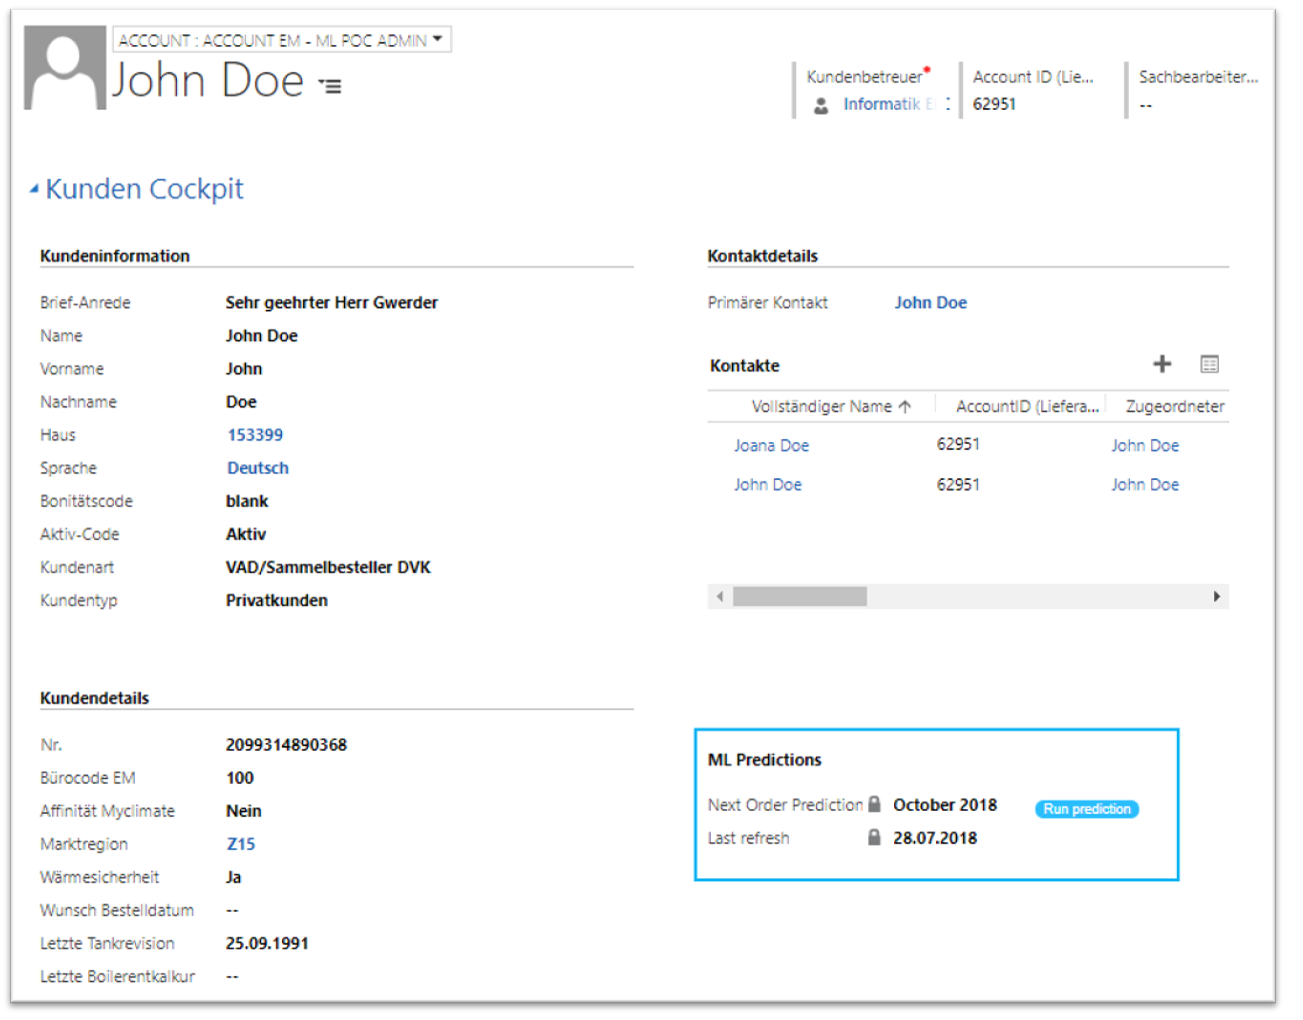 ACCOUNT : ACCOUNT EM - ML POC ADMIN
John Doe
Kundenbetreuer*
Informatik
Account ID (Lie...
62951
Sachbearbeiter...
--
Kunden Cockpit
Kundeninformation
Brief-Anrede Sehr geehrter Herr Gwerder
Name John Doe
Vorname John
Nachname Doe
Haus 153399
Sprache Deutsch
Bonitätscode blank
Aktiv-Code Aktiv
Kundenart VAD/Sammelbesteller DVK
Kundentyp Privatkunden
Kontaktdetails
Primärer Kontakt John Doe
Kontakte
Vollständiger Name AccountID (Liefera... Zugeordneter
Joana Doe 62951 John Doe
John Doe 62951 John Doe
Kundendetails
Nr. 2099314890368
Bürocode EM 100
Affinität Myclimate Nein
Marktregion Z15
Wärmesicherheit Ja
Wunsch Bestelldatum --
Letzte Tankrevision 25.09.1991
Letzte Boilerentkalkur --
ML Predictions
Next Order Prediction October 2018 Run prediction
Last refresh 28.07.2018